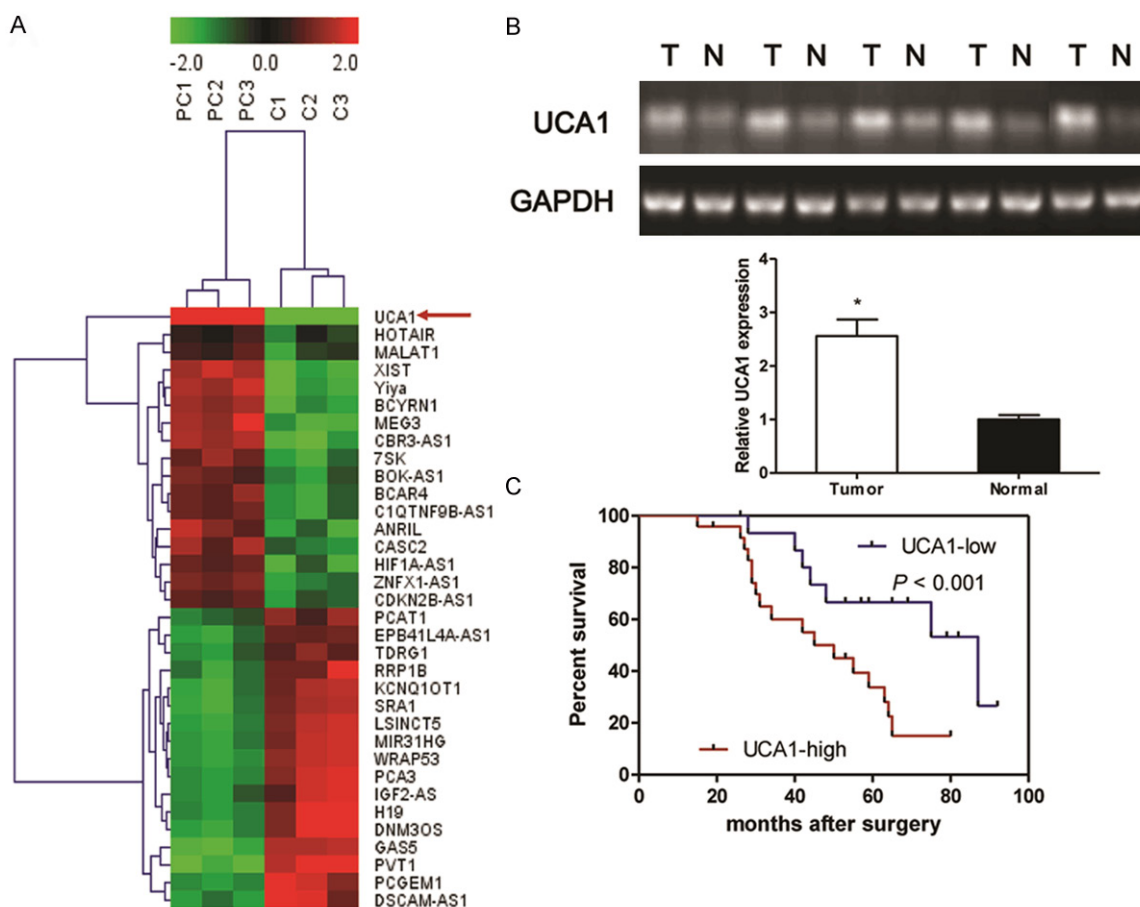 A
-2.0 0.0 2.0
PC1 PC2 PC3 C1 C2 C3
UCA1
HOTAIR
MALAT1
XIST
Yiya
BCYRN1
MEG3
CBR3-AS1
7SK
BOK-AS1
BCAR4
C1QTNF9B-AS1
ANRIL
CASC2
HIF1A-AS1
ZNFX1-AS1
CDKN2B-AS1
PCAT1
EPB41L4A-AS1
TDRG1
RRP1B
KCNQ1OT1
SRA1
LSINCT5
MIR31HG
WRAP53
PCA3
IGF2-AS
H19
DNM3OS
GAS5
PVT1
PCGEM1
DSCAM-AS1
B
T N T N T N T N T N
UCA1
GAPDH
Relative UCA1 expression
4
3
2
1
0
*
Tumor Normal
C
Percent survival
100
80
60
40
20
0
UCA1-low
P < 0.001
UCA1-high
0 20 40 60 80 100
months after surgery